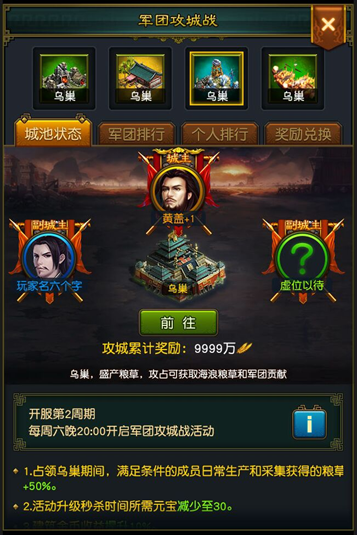 军团攻城战
乌巢 乌巢 乌巢 乌巢
城池状态 军团排行 个人排行 奖励兑换
城主
黄盖+1
副城主 副城主
玩家名六个字 乌巢 虚位以待
前往
攻城累计奖励：9999万
乌巢，盛产粮草，攻占可获取海浪粮草和军团贡献
开服第2周期
每周六晚20:00开启军团攻城战活动
1.占领乌巢期间，满足条件的成员日常生产和采集获得的粮草
+50%。
2.活动升级秒杀时间所需元宝减少至30。